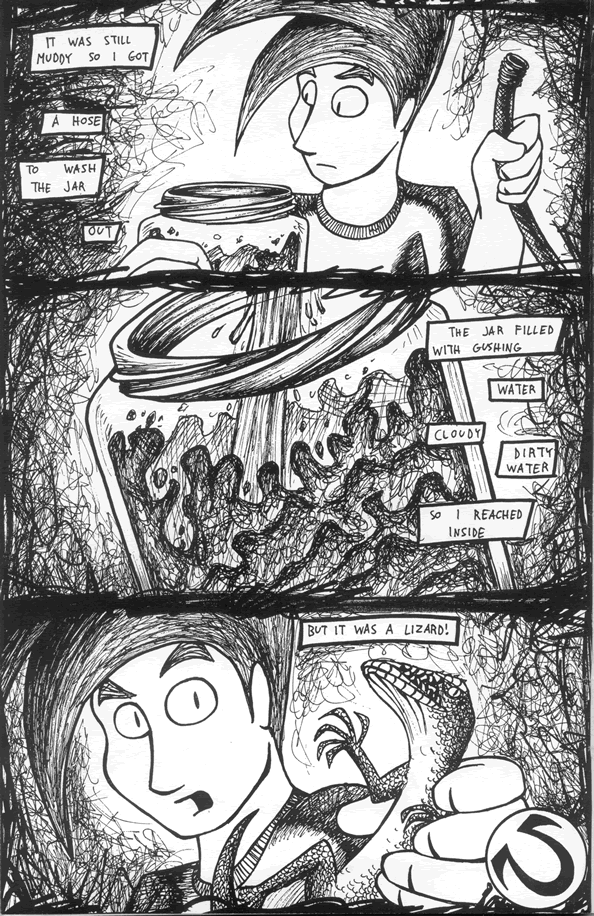 IT WAS STILL
MUDDY SO I GOT
A HOSE
TO WASH
THE JAR
OUT
THE JAR FILLED
WITH GUSHING
WATER
CLOUDY
DIRTY
WATER
SO I REACHED
INSIDE
BUT IT WAS A LIZARD!